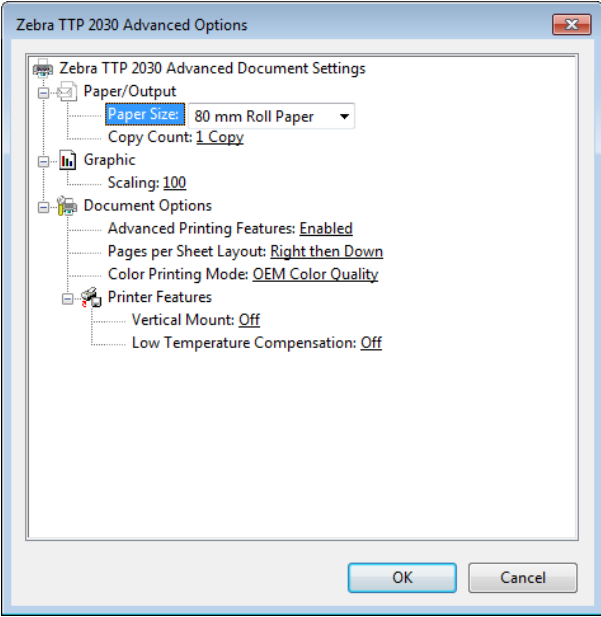 Zebra TTP 2030 Advanced Options
Zebra TTP 2030 Advanced Document Settings
Paper/Output
Paper Size: 80 mm Roll Paper
Copy Count: 1 Copy
Graphic
Scaling: 100
Document Options
Advanced Printing Features: Enabled
Pages per Sheet Layout: Right then Down
Color Printing Mode: OEM Color Quality
Printer Features
Vertical Mount: Off
Low Temperature Compensation: Off
OK Cancel